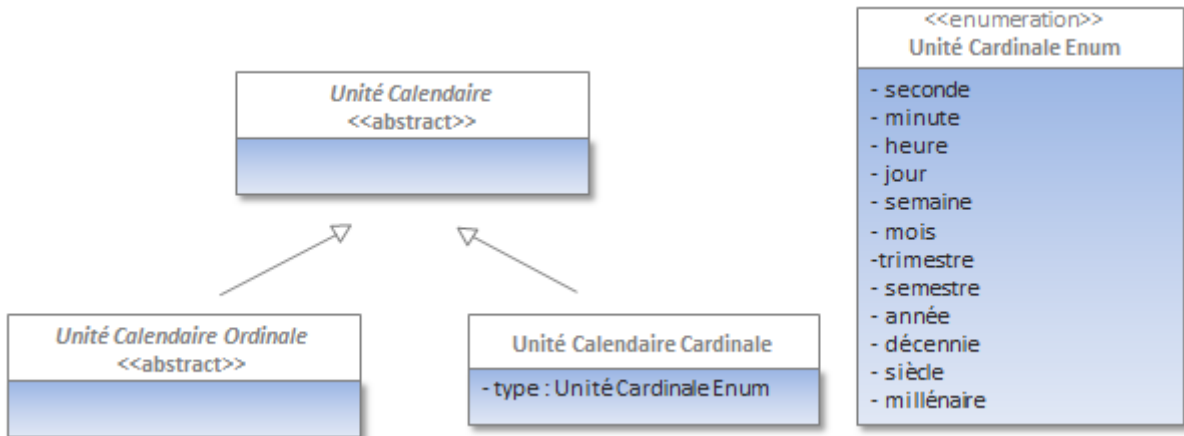 Unité Calendaire
<<abstract>>
Unité Calendaire Ordinale
<<abstract>>
Unité Calendaire Cardinale
- type : Unité Cardinale Enum
<<enumeration>>
Unité Cardinale Enum
- seconde
- minute
- heure
- jour
- semaine
- mois
-trimestre
- semestre
- année
- décennie
- siècle
- millénaire